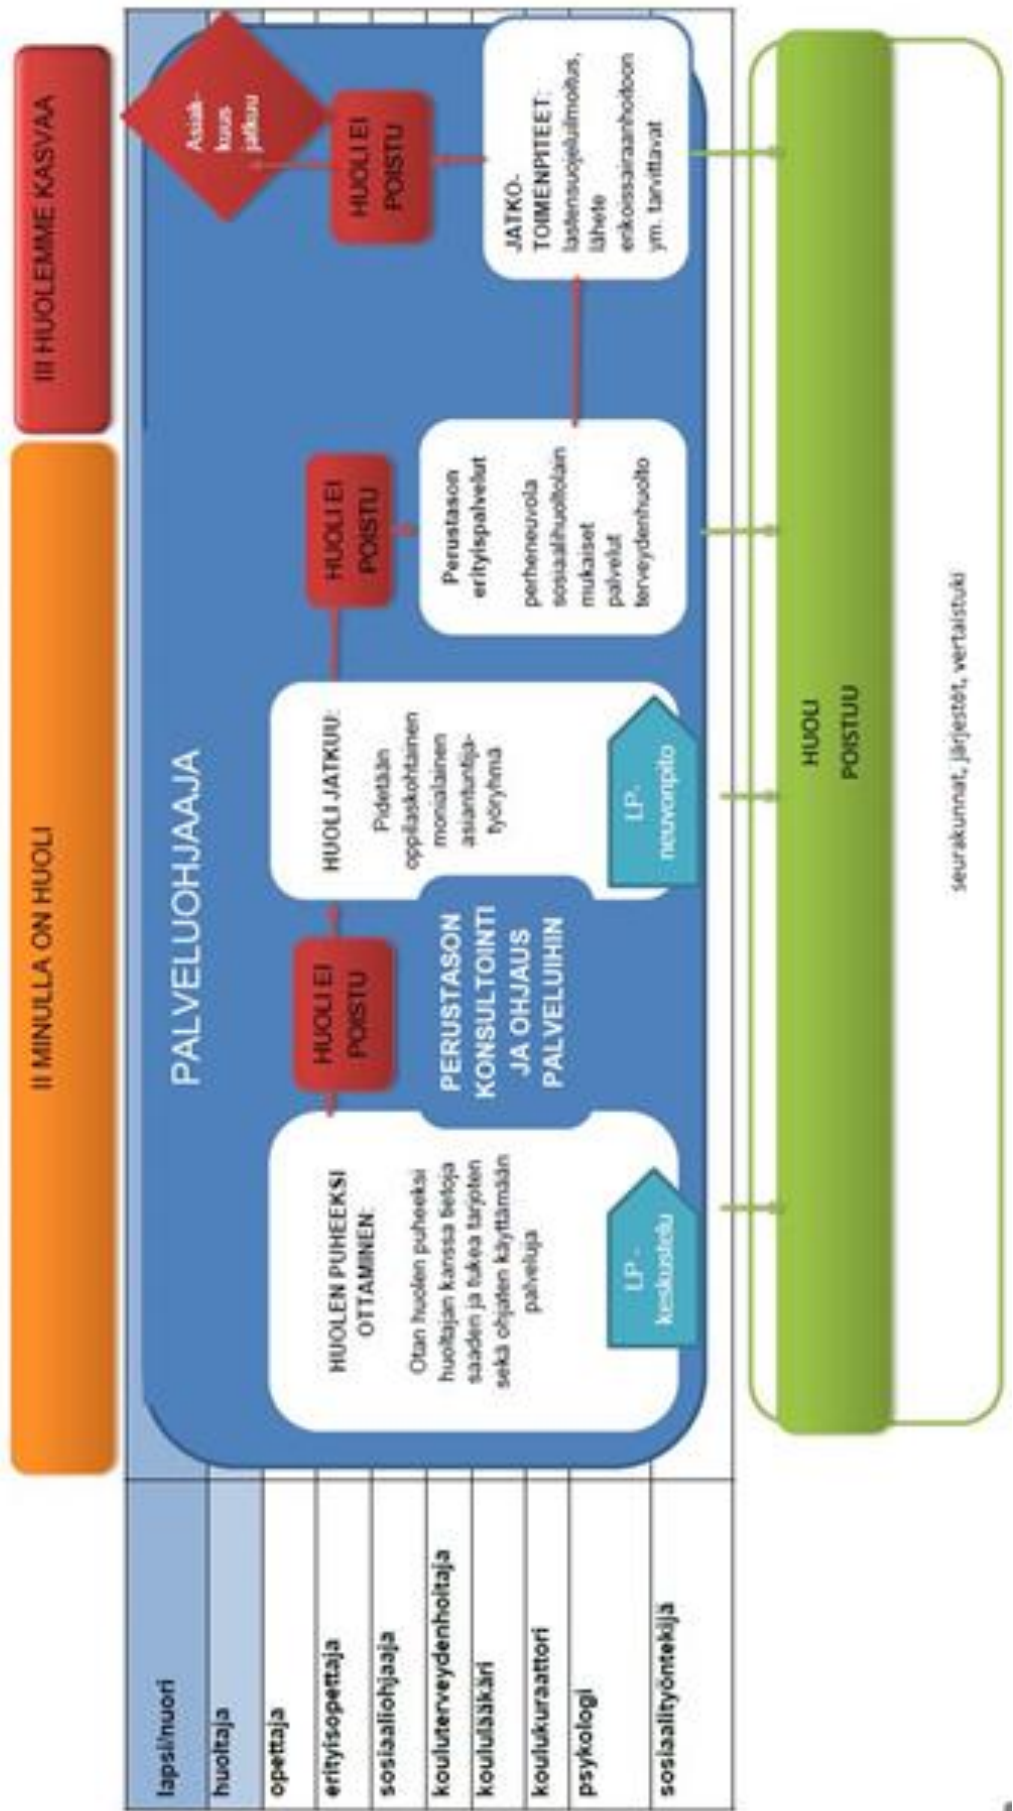 II MINULLA ON HUOLI
III HUOLEMME KASVAA
lapsi/nuori
huoltaja
opettaja
erityisopettaja
sosiaaliohjaaja
kouluterveydenhoitaja
koululääkäri
koulukuraattori
psykologi
sosiaalityöntekijä
PALVELUOHJAAJA
HUOLEN PUHEEKSI
OTTAMINEN:
Otan huolen puheeksi
huoltajan kanssa tietoja
saaden ja tukea tarjoten
sekä ohjaten käyttämään
palveluja
LP -
keskustelu
HUOLI EI
POISTU
PERUSTASON
KONSULTOINTI
JA OHJAUS
PALVELUIHIN
HUOLI JATKUU:
Pidetään
oppilaskohtainen
monialainen
asiantuntija-
työryhmä
LP-
neuvonpito
HUOLI EI
POISTU
Perustason
erityispalvelut
perheneuvola
sosiaalihuoltolain
mukaiset
palvelut
terveydenhuolto
JATKO-
TOIMENPITEET:
lastensuojeluilmoitus,
lähete
erikoissairaanhoitoon
ym. tarvittavat
HUOLI EI
POISTU
Asiak-
kuus
jatkuu
HUOLI
POISTUU
seurakunnat, järjestöt, vertaistuki